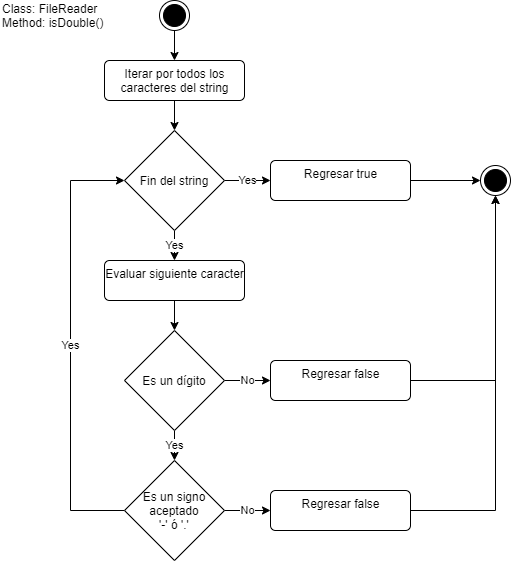 Class: FileReader
Method: isDouble()
Iterar por todos los
caracteres del string
Fin del string
Yes
Regresar true
Yes
Evaluar siguiente caracter
Yes
Es un dígito
No
Regresar false
Yes
Es un signo
aceptado
'-' ó '.'
No
Regresar false